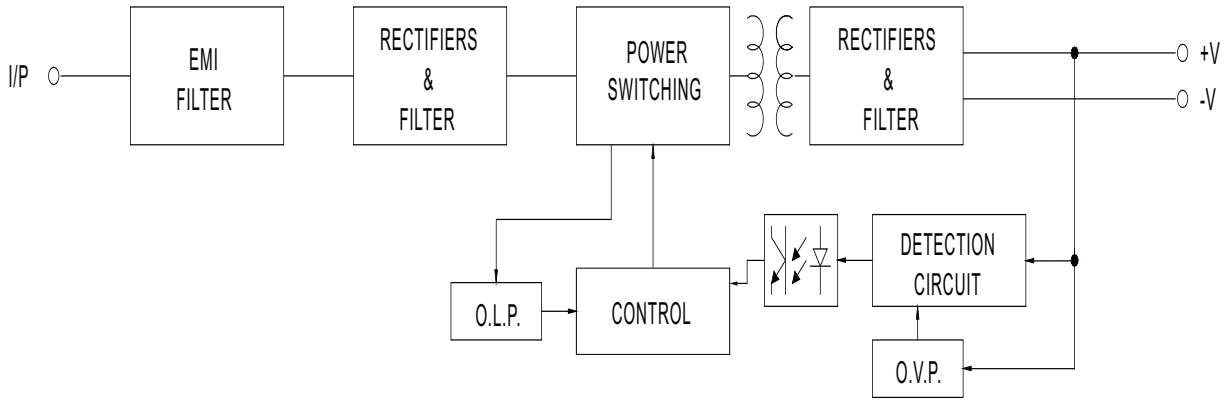 I/P
EMI
FILTER
RECTIFIERS
&
FILTER
POWER
SWITCHING
RECTIFIERS
&
FILTER
+V
-V
O.L.P.
CONTROL
DETECTION
CIRCUIT
O.V.P.